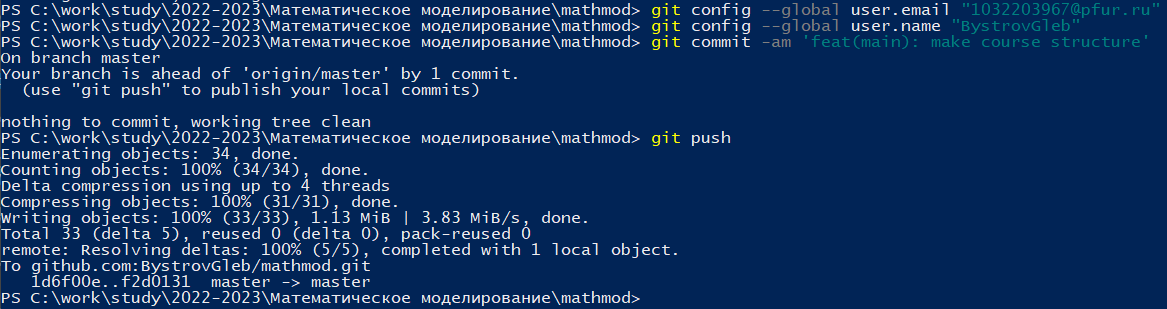 PS C:\work\study\2022-2023\Математическое моделирование\mathmod> git config --global user.email "1032203967@pfur.ru"
PS C:\work\study\2022-2023\Математическое моделирование\mathmod> git config --global user.name "BystrovGleb"
PS C:\work\study\2022-2023\Математическое моделирование\mathmod> git commit -am 'feat(main): make course structure'
On branch master
Your branch is ahead of 'origin/master' by 1 commit.
  (use "git push" to publish your local commits)

nothing to commit, working tree clean
PS C:\work\study\2022-2023\Математическое моделирование\mathmod> git push
Enumerating objects: 34, done.
Counting objects: 100% (34/34), done.
Delta compression using up to 4 threads
Compressing objects: 100% (31/31), done.
Writing objects: 100% (33/33), 1.13 MiB | 3.83 MiB/s, done.
Total 33 (delta 5), reused 0 (delta 0), pack-reused 0
remote: Resolving deltas: 100% (5/5), completed with 1 local object.
To github.com:BystrovGleb/mathmod.git
   1d6f00e..f2d0131  master -> master
PS C:\work\study\2022-2023\Математическое моделирование\mathmod>